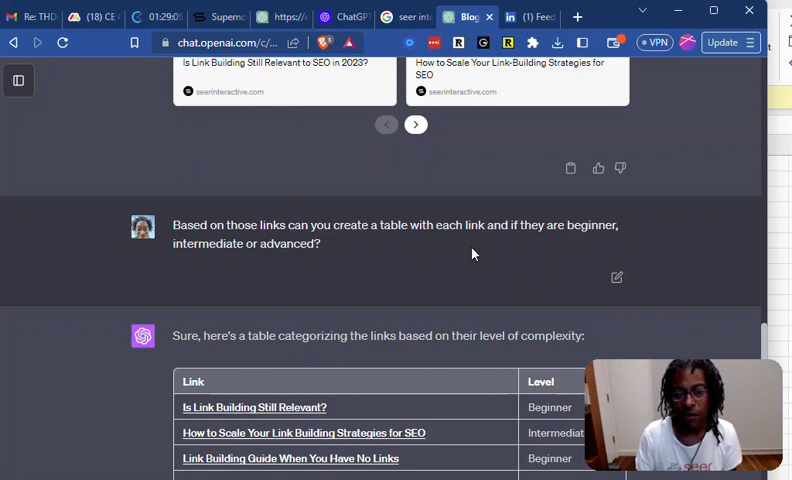 Re: THD
(18) CE
01:29:05
Superno
https:/
ChatGPT
seer inte
Blog
(1) Feed
chat.openai.com/c/...
VPN
Update
Is Link Building Still Relevant to SEO in 2023?
How to Scale Your Link-Building Strategies for
SEO
seerinteractive.com
seerinteractive.com
Based on those links can you create a table with each link and if they are beginner,
intermediate or advanced?
Sure, here's a table categorizing the links based on their level of complexity:
Link
Level
Is Link Building Still Relevant?
Beginner
How to Scale Your Link Building Strategies for SEO
Intermediat
Link Building Guide When You Have No Links
Beginner
seer